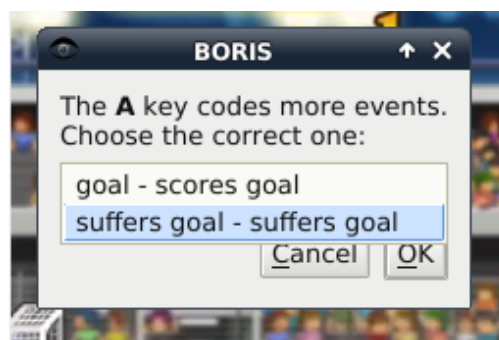 BORIS
The A key codes more events.
Choose the correct one:
goal - scores goal
suffers goal - suffers goal
Cancel OK